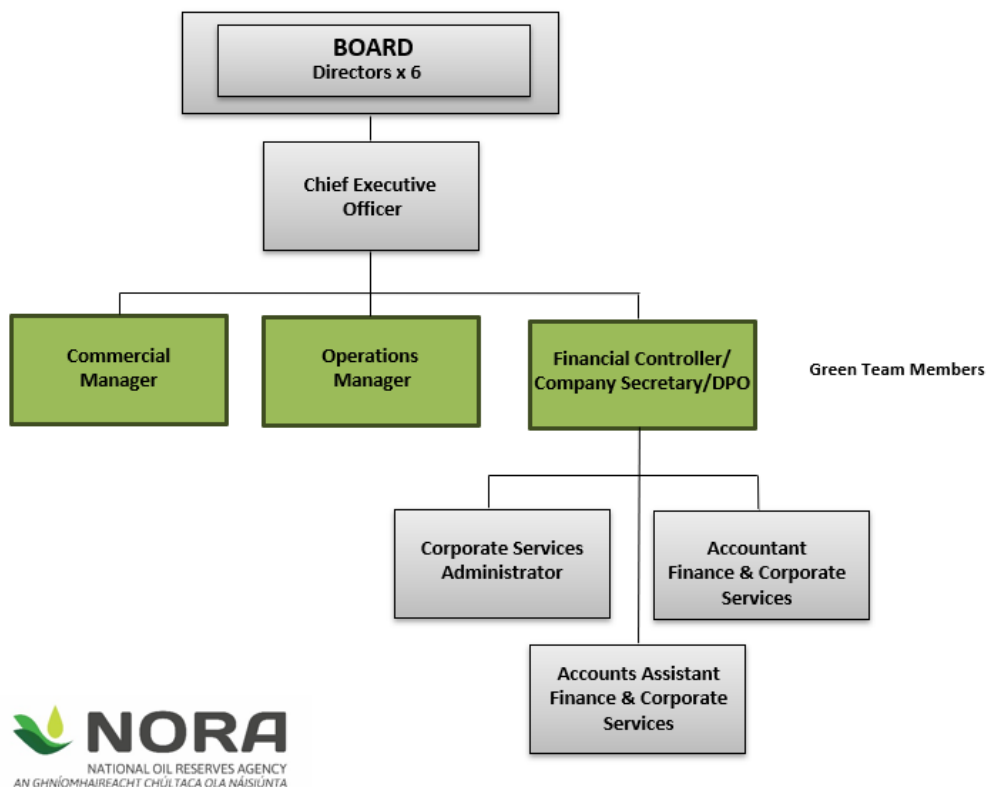 BOARD
Directors x 6
Chief Executive
Officer
Commercial
Manager
Operations
Manager
Financial Controller/
Company Secretary/DPO
Green Team Members
Corporate Services
Administrator
Accountant
Finance & Corporate
Services
Accounts Assistant
Finance & Corporate
Services
NORA
NATIONAL OIL RESERVES AGENCY
AN GHNÍOMHAIREACHT CHÚLTACA OLA NÁISIÚNTA